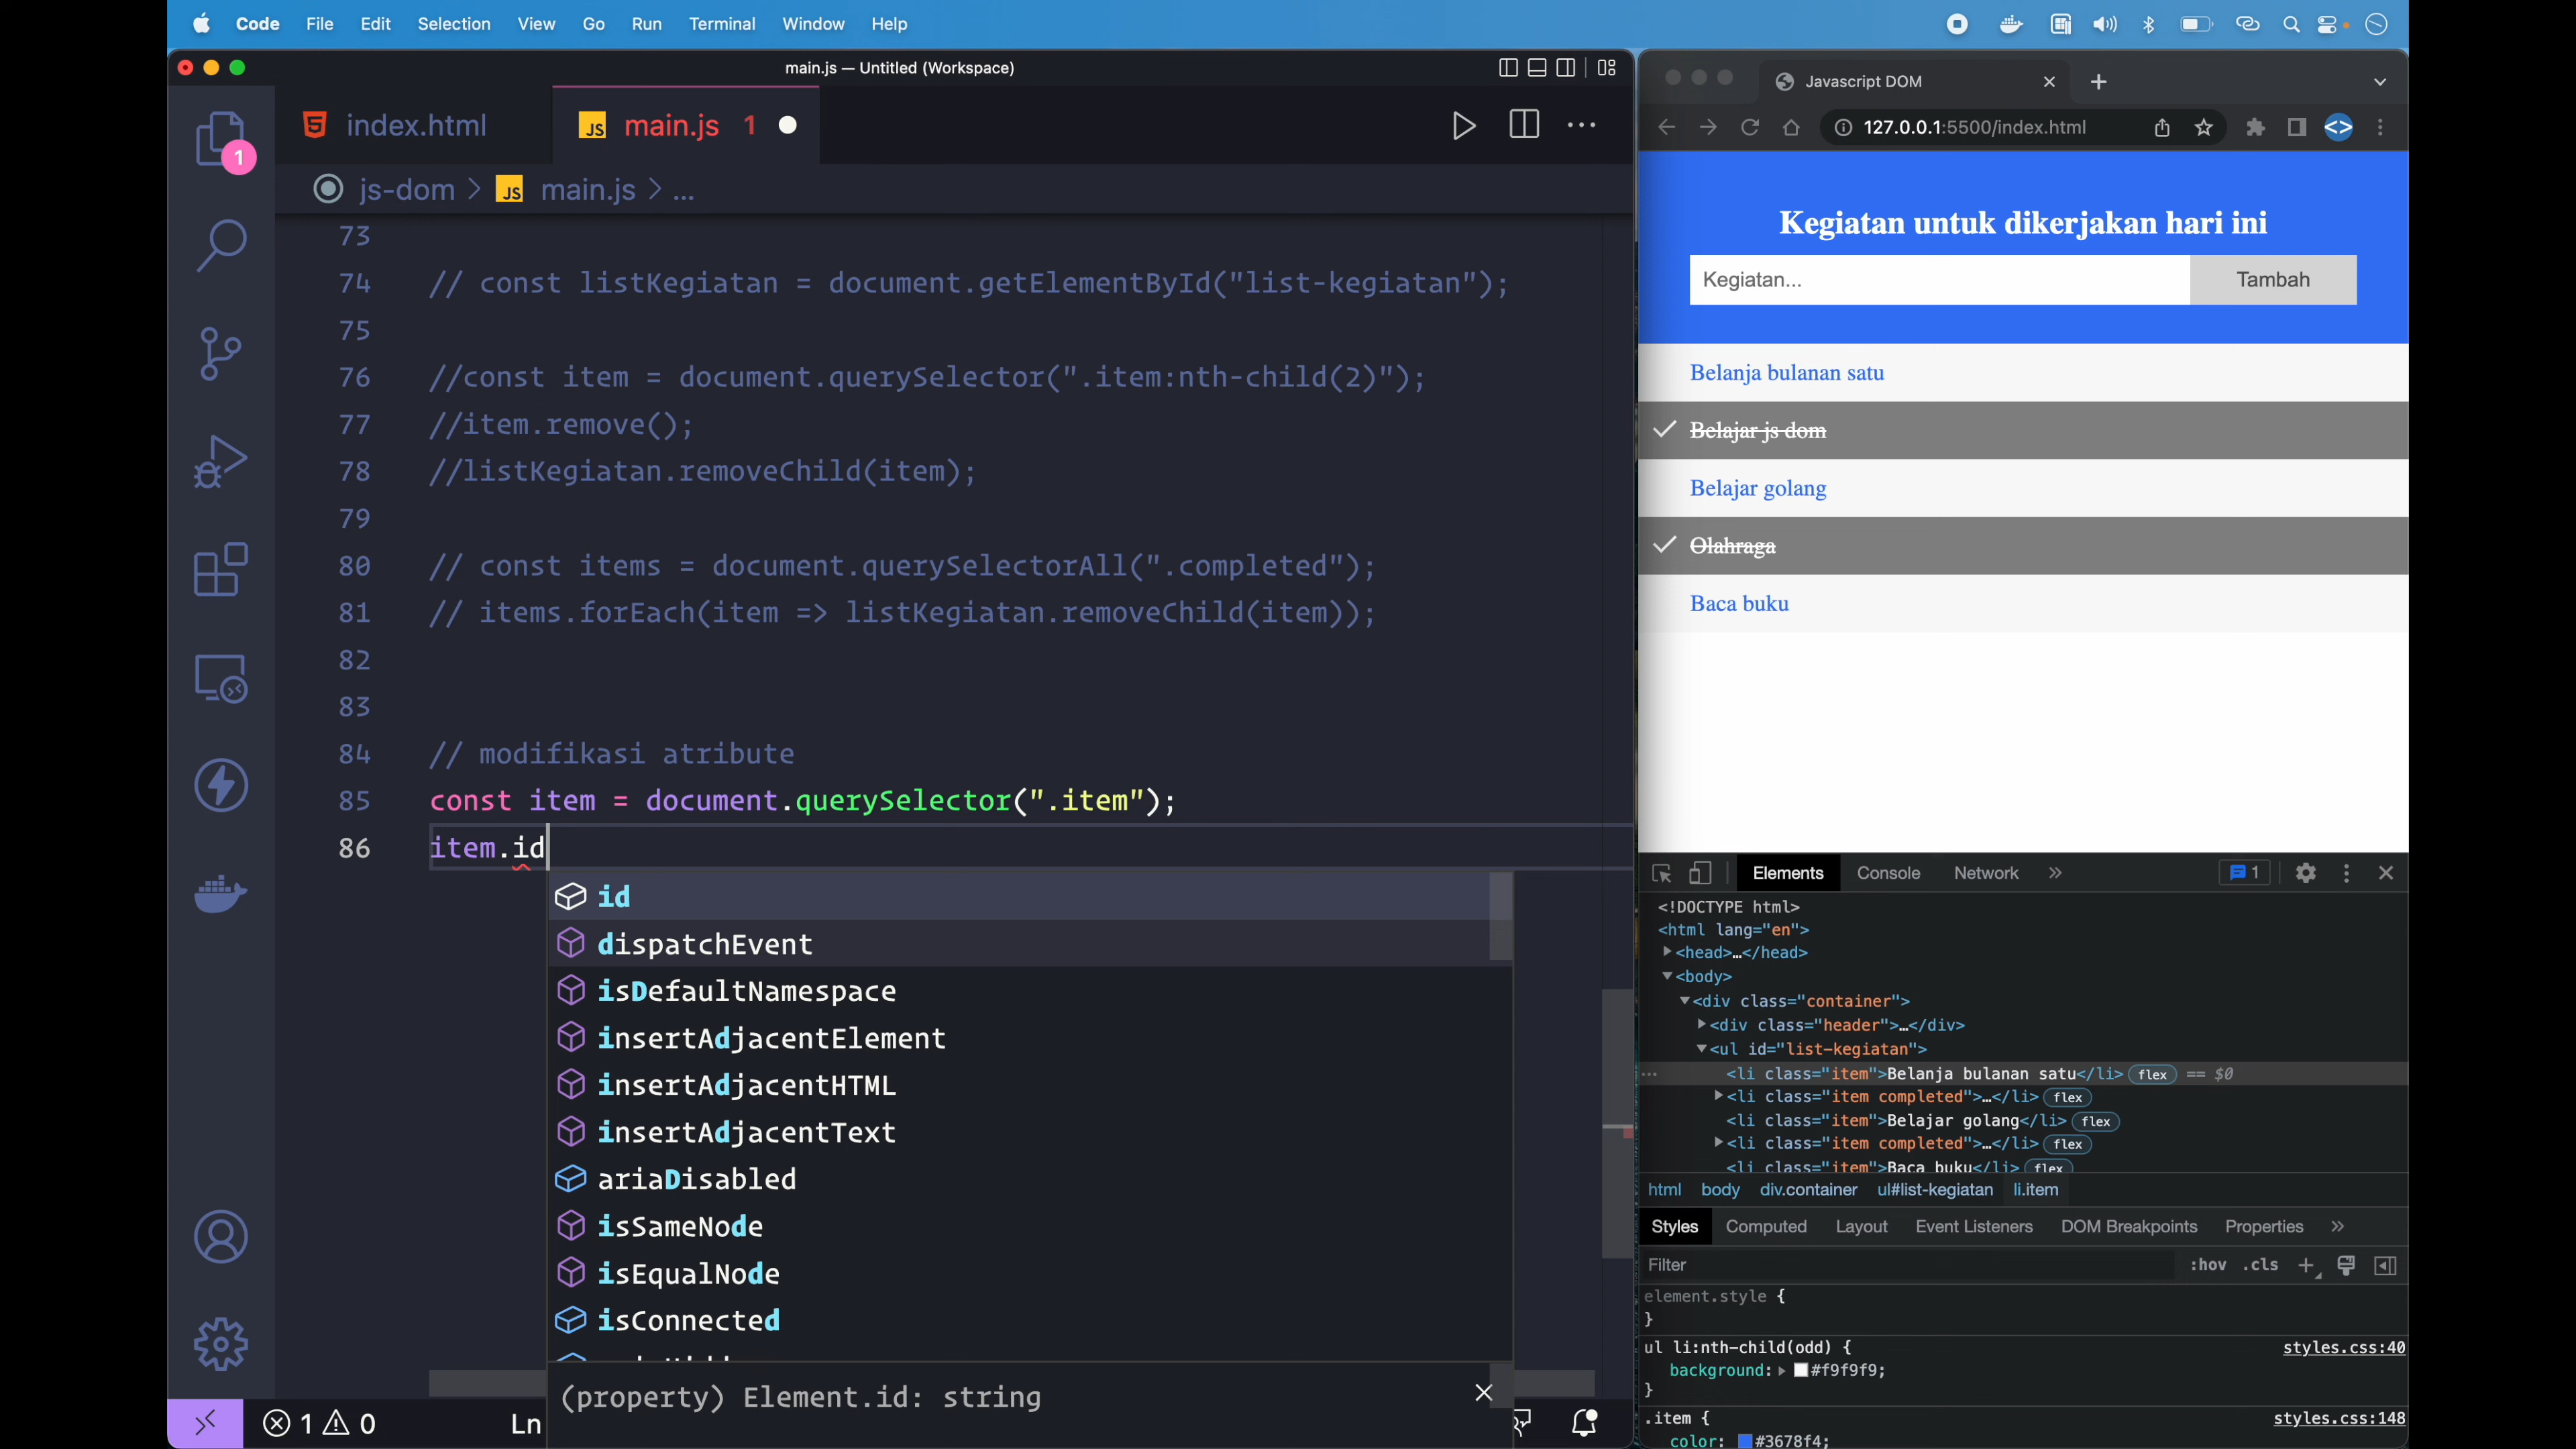 Code File Edit Selection View Go Run Terminal Window Help
main.js — Untitled (Workspace)
index.html
JS main.js 1
js-dom > JS main.js > ...
1
73
74 // const listKegiatan = document.getElementById("list-kegiatan");
75
76 //const item = document.querySelector(".item:nth-child(2)");
77 //item.remove();
78 //listKegiatan.removeChild(item);
79
80 // const items = document.querySelectorAll(".completed");
81 // items.forEach(item => listKegiatan.removeChild(item));
82
83
84 // modifikasi atribute
85 const item = document.querySelector(".item");
86 item.id
id
dispatchEvent
isDefaultNamespace
insertAdjacentElement
insertAdjacentHTML
insertAdjacentText
ariaDisabled
isSameNode
isEqualNode
isConnected
(property) Element.id: string
1 0 Ln
Javascript DOM
127.0.0.1:5500/index.html
Kegiatan untuk dikerjakan hari ini
Kegiatan... Tambah
Belanja bulanan satu
Belajar js dom
Belajar golang
Olahraga
Baca buku
Elements Console Network » 1
<!DOCTYPE html>
<html lang="en">
<head>…</head>
<body>
<div class="container">
<div class="header">…</div>
<ul id="list-kegiatan">
<li class="item">Belanja bulanan satu</li> flex == $0
<li class="item completed">…</li> flex
<li class="item">Belajar golang</li> flex
<li class="item completed">…</li> flex
<li class="item">Baca buku</li> flex
html body div.container ul#list-kegiatan li.item
Styles Computed Layout Event Listeners DOM Breakpoints Properties »
Filter :hov .cls +
element.style {
}
ul li:nth-child(odd) { styles.css:40
background: #f9f9f9;
}
.item { styles.css:148
color: #3678f4;